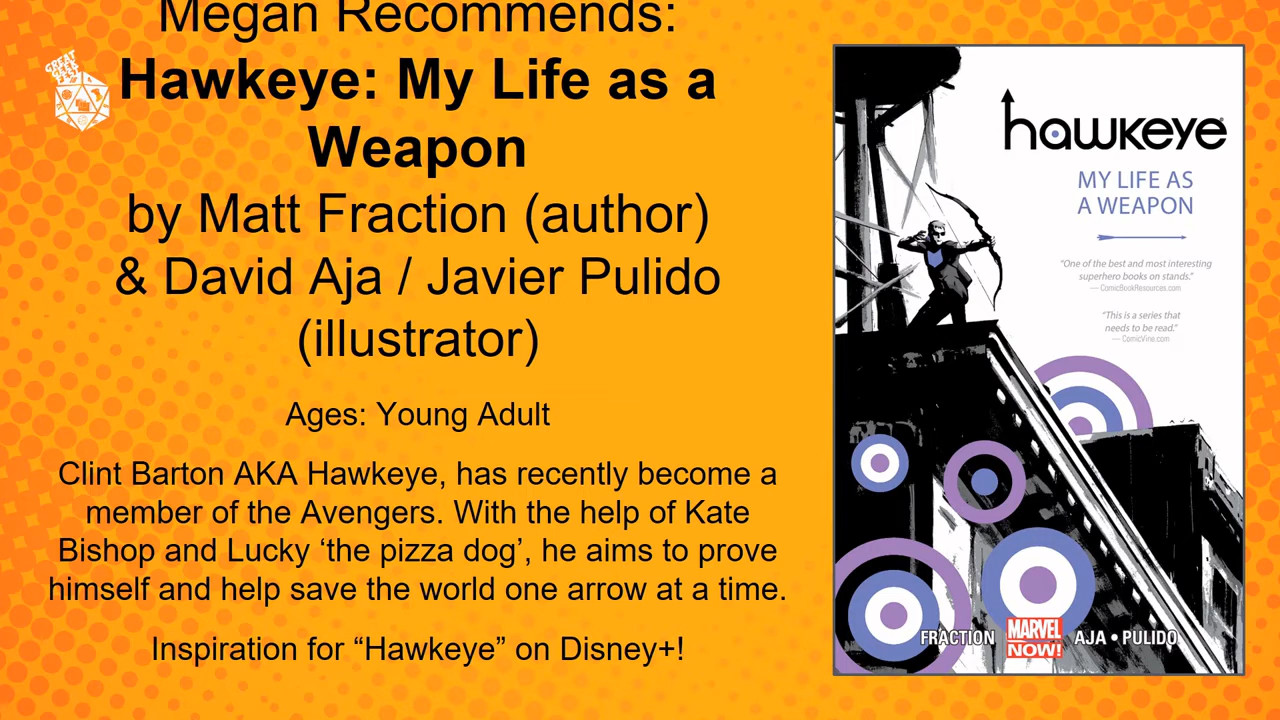 Megan Recommends:
Hawkeye: My Life as a
Weapon
by Matt Fraction (author)
& David Aja / Javier Pulido
(illustrator)
Ages: Young Adult
Clint Barton AKA Hawkeye, has recently become a
member of the Avengers. With the help of Kate
Bishop and Lucky ‘the pizza dog’, he aims to prove
himself and help save the world one arrow at a time.
Inspiration for “Hawkeye” on Disney+!
hawkeye
MY LIFE AS
A WEAPON
“One of the best and most interesting
superhero books on stands.”
— ComicBookResources.com
“This is a series that
needs to be read.”
— ComicVine.com
FRACTION
MARVEL
NOW!
AJA • PULIDO